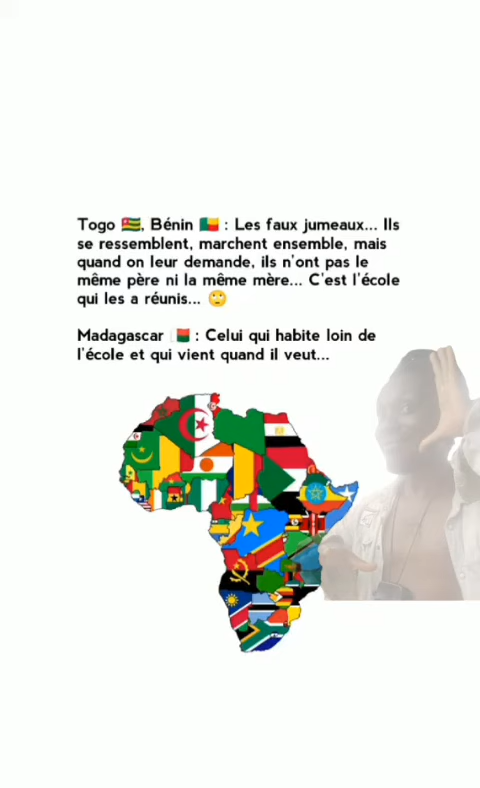 Togo 🇹🇬, Bénin 🇧🇯 : Les faux jumeaux... Ils
se ressemblent, marchent ensemble, mais
quand on leur demande, ils n'ont pas le
même père ni la même mère... C'est l'école
qui les a réunis... 🙄
Madagascar 🇲🇬 : Celui qui habite loin de
l'école et qui vient quand il veut...